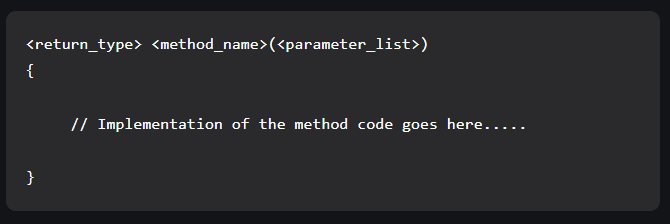 <return_type> <method_name>(<parameter_list>)
{
// Implementation of the method code goes here.....
}